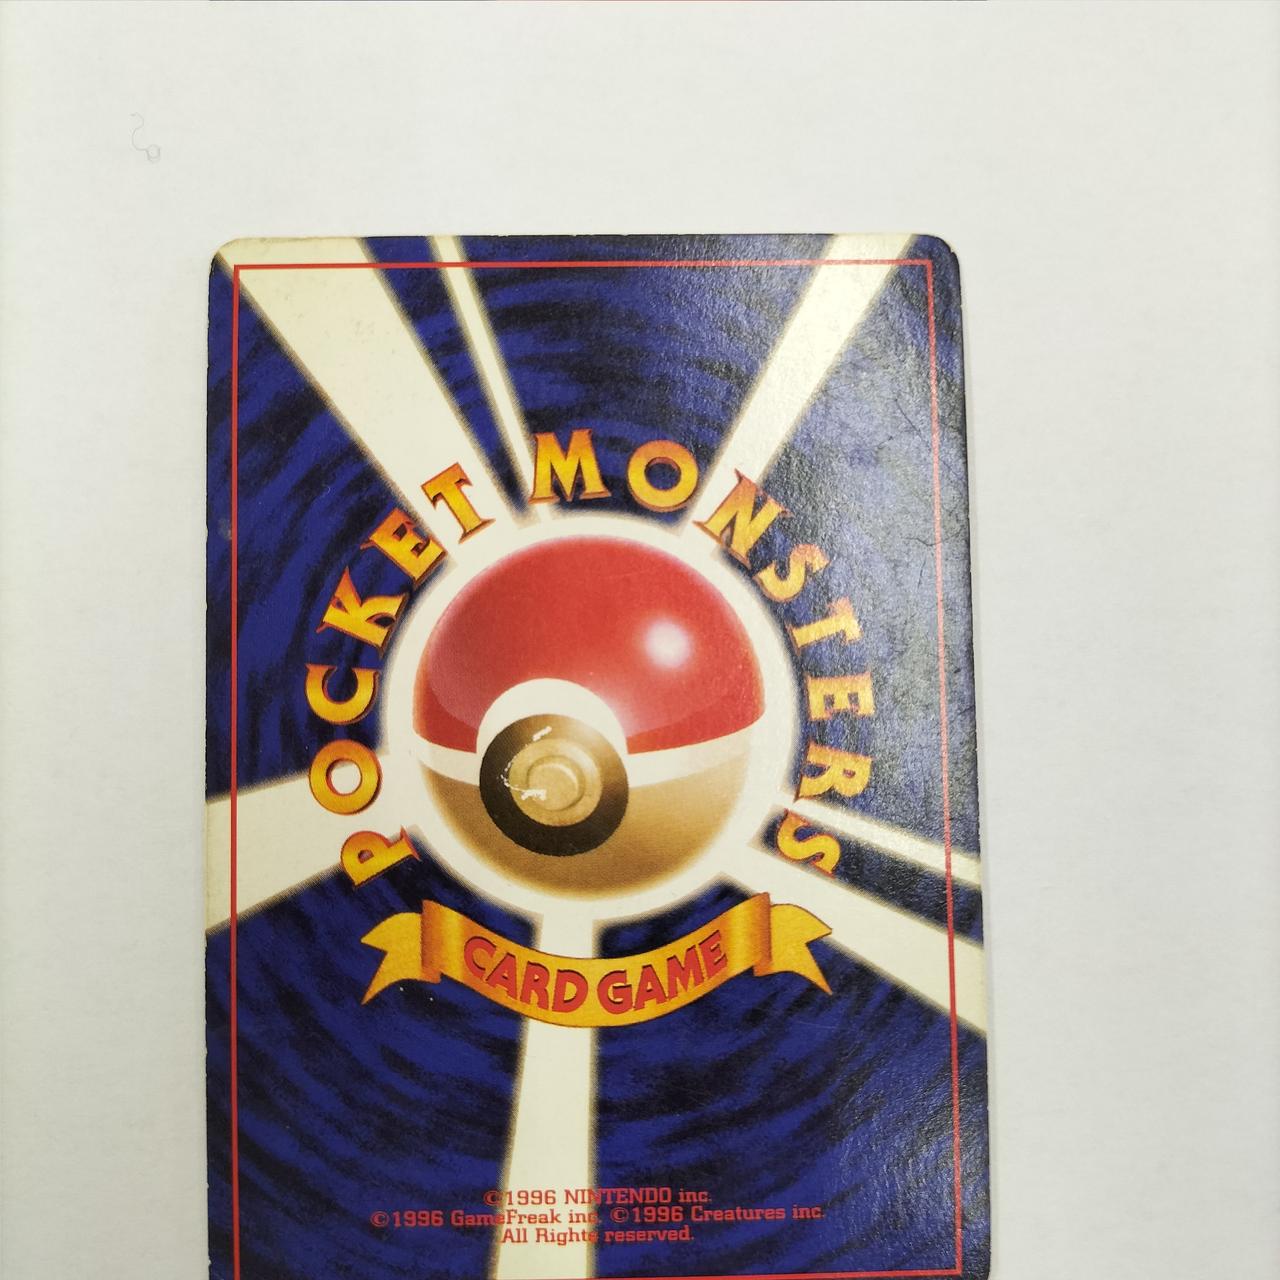 POCKET MONSTERS
CARD GAME
©1996 NINTENDO inc.
©1996 GameFreak inc. ©1996 Creatures inc.
All Rights reserved.